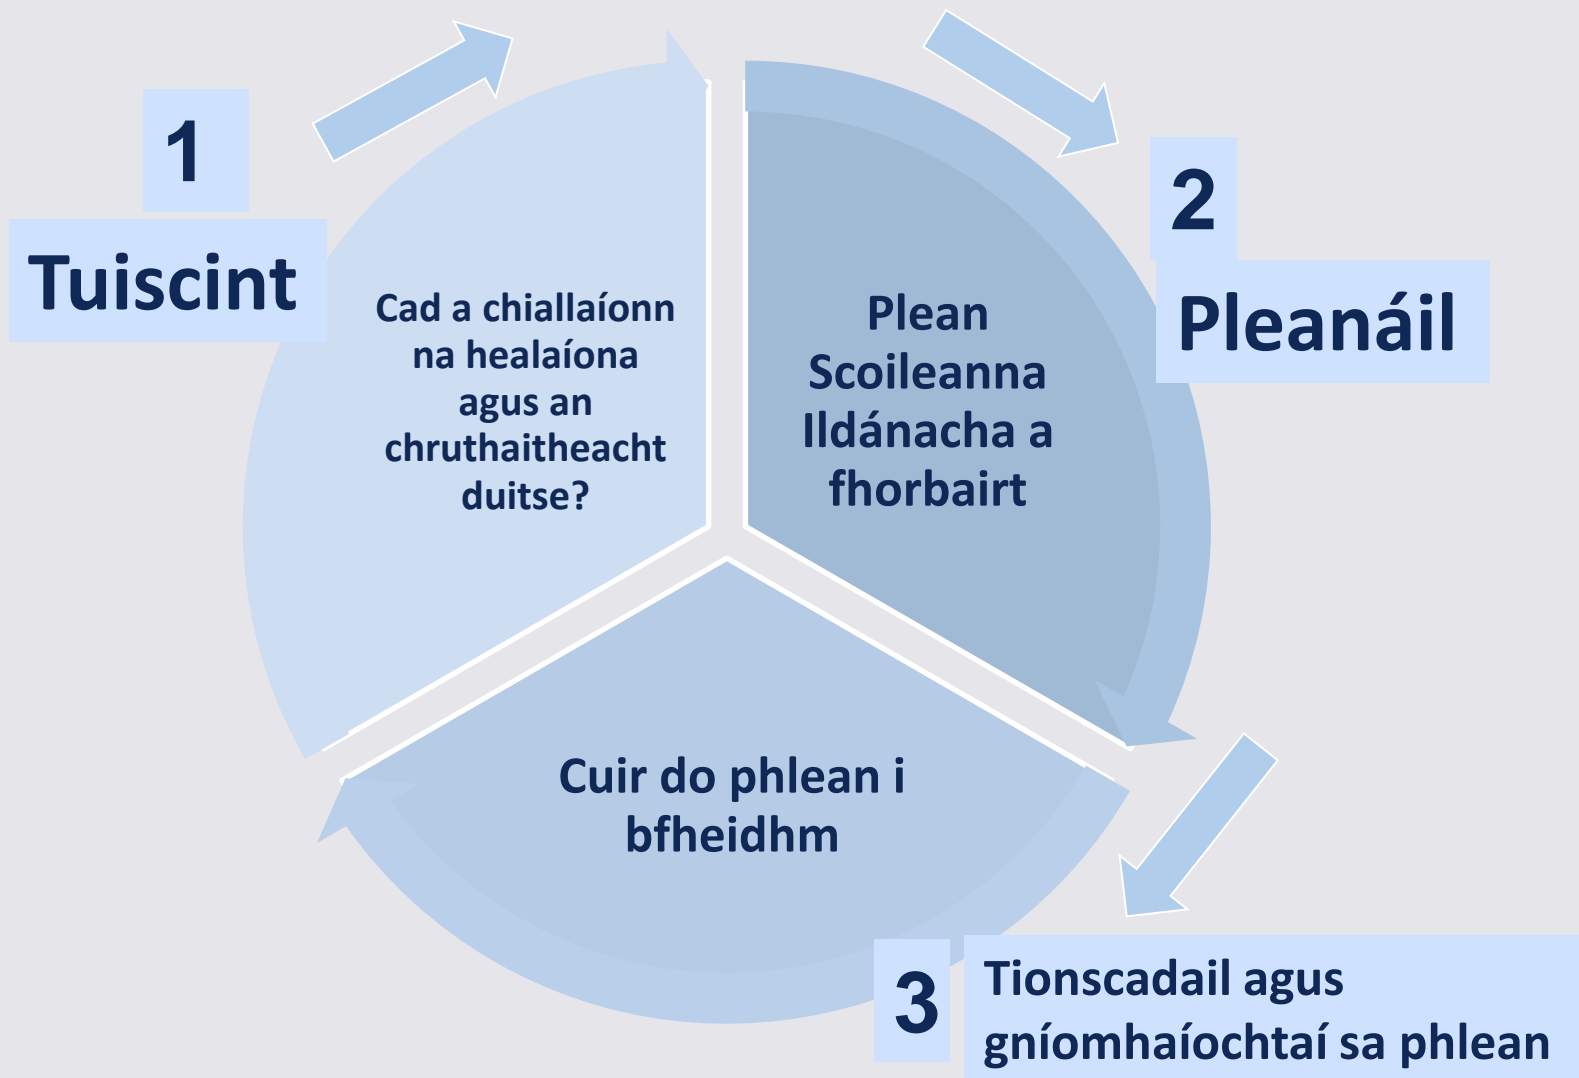 1
Tuiscint
Cad a chiallaíonn
na healaíona
agus an
chruthaitheacht
duitse?
2
Pleanáil
Plean
Scoileanna
Ildánacha a
fhorbairt
Cuir do phlean i
bfheidhm
3
Tionscadail agus
gníomhaíochtaí sa phlean